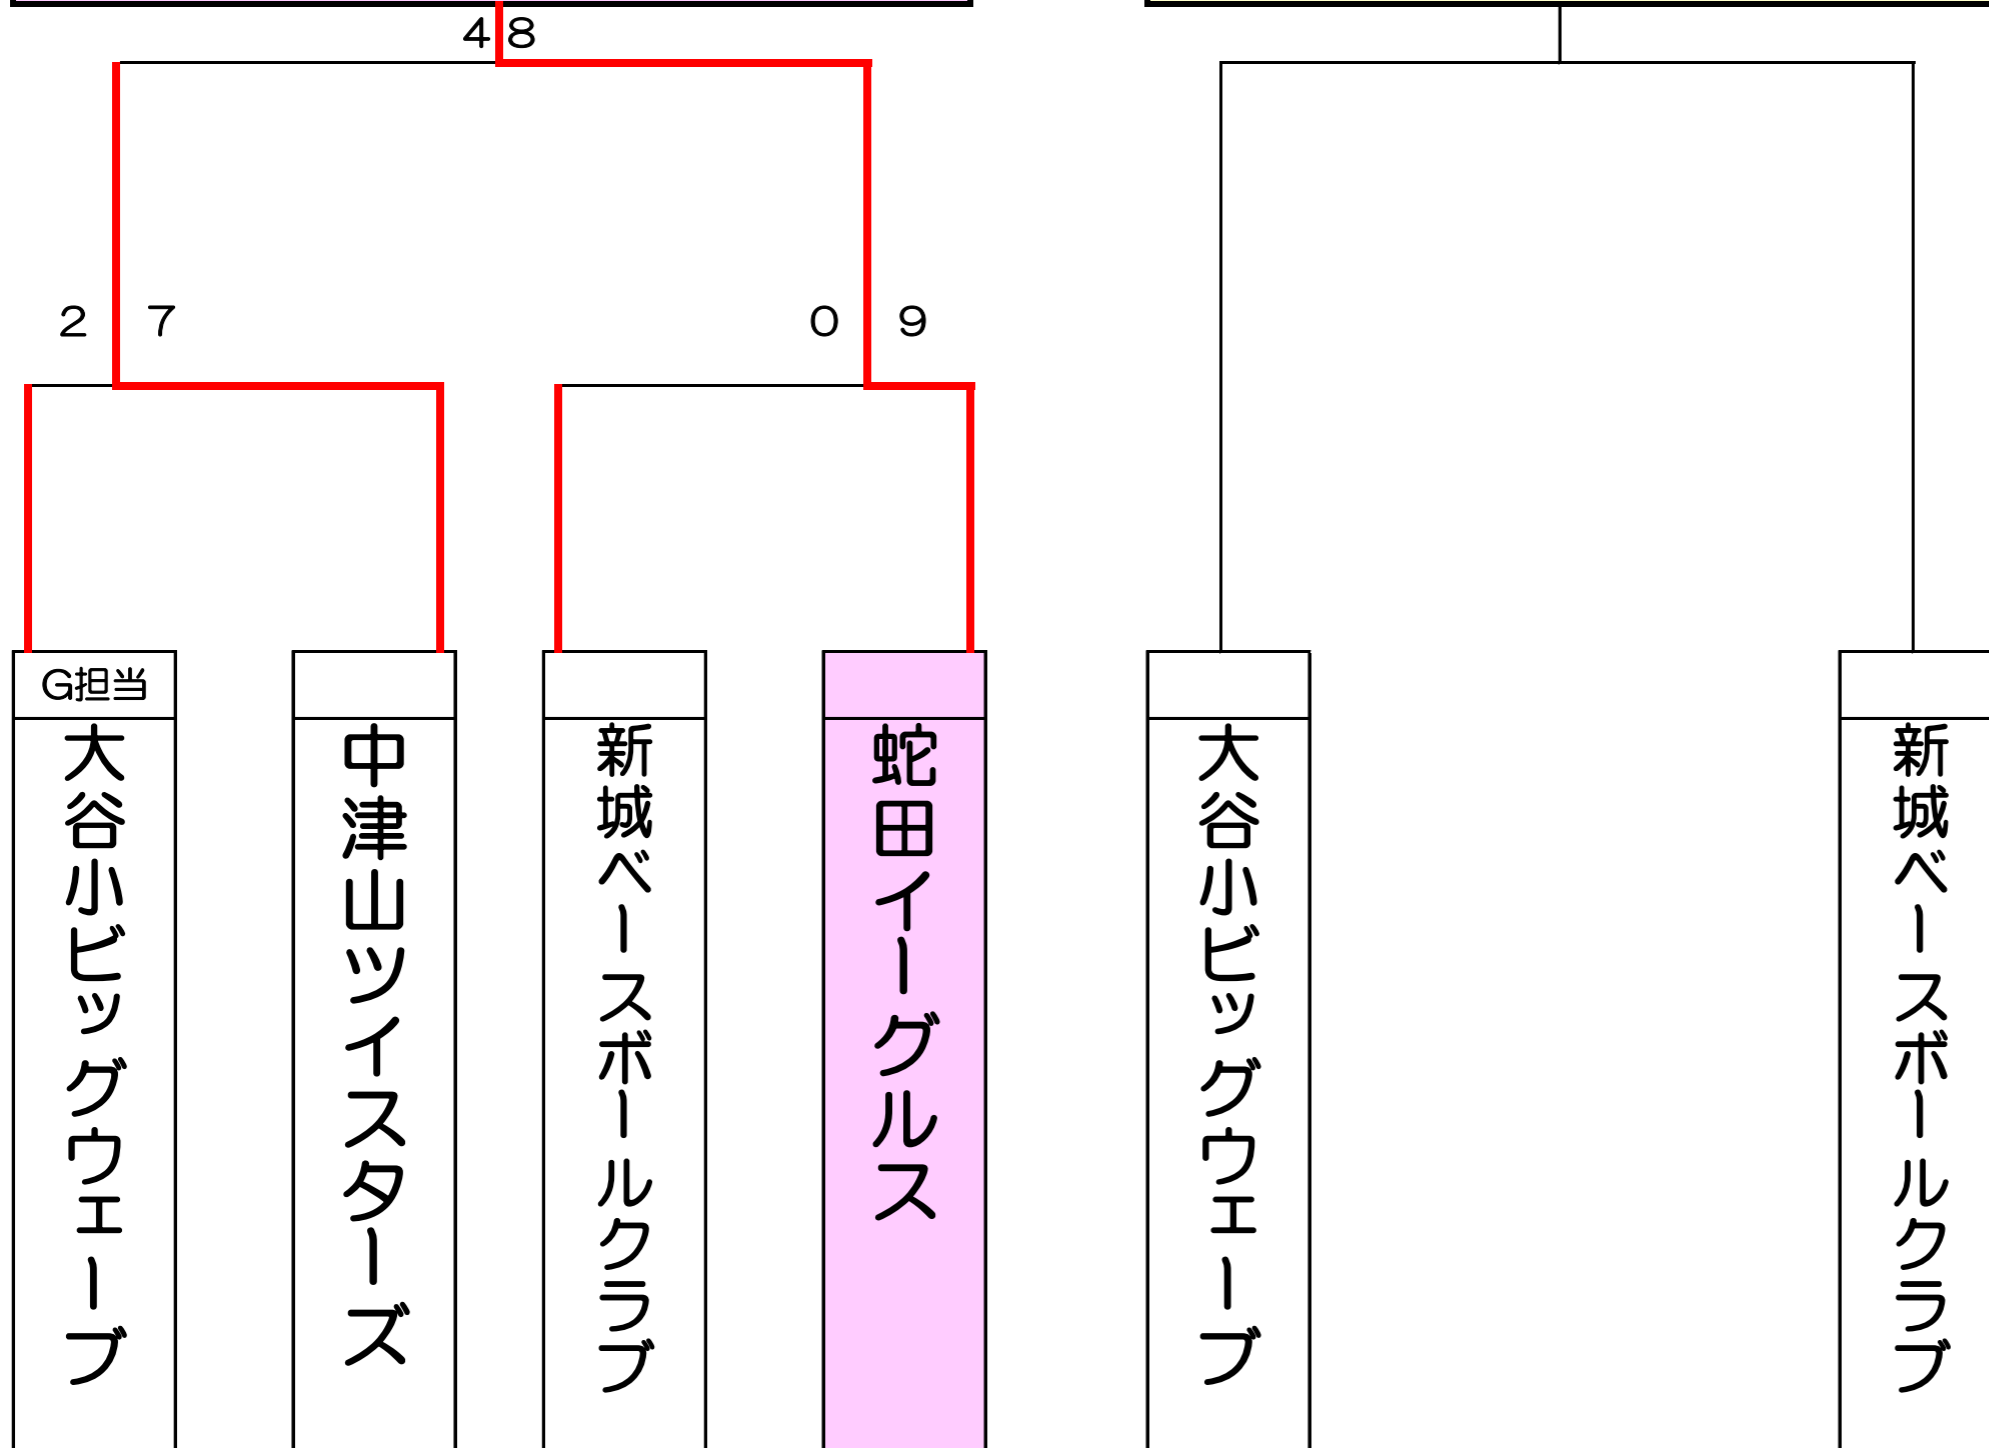 4 8
2 7
0 9
G担当
大谷小ビッグウェーブ
中津山ツイスターズ
新城ベースボールクラブ
蛇田イーグルス
大谷小ビッグウェーブ
新城ベースボールクラブ